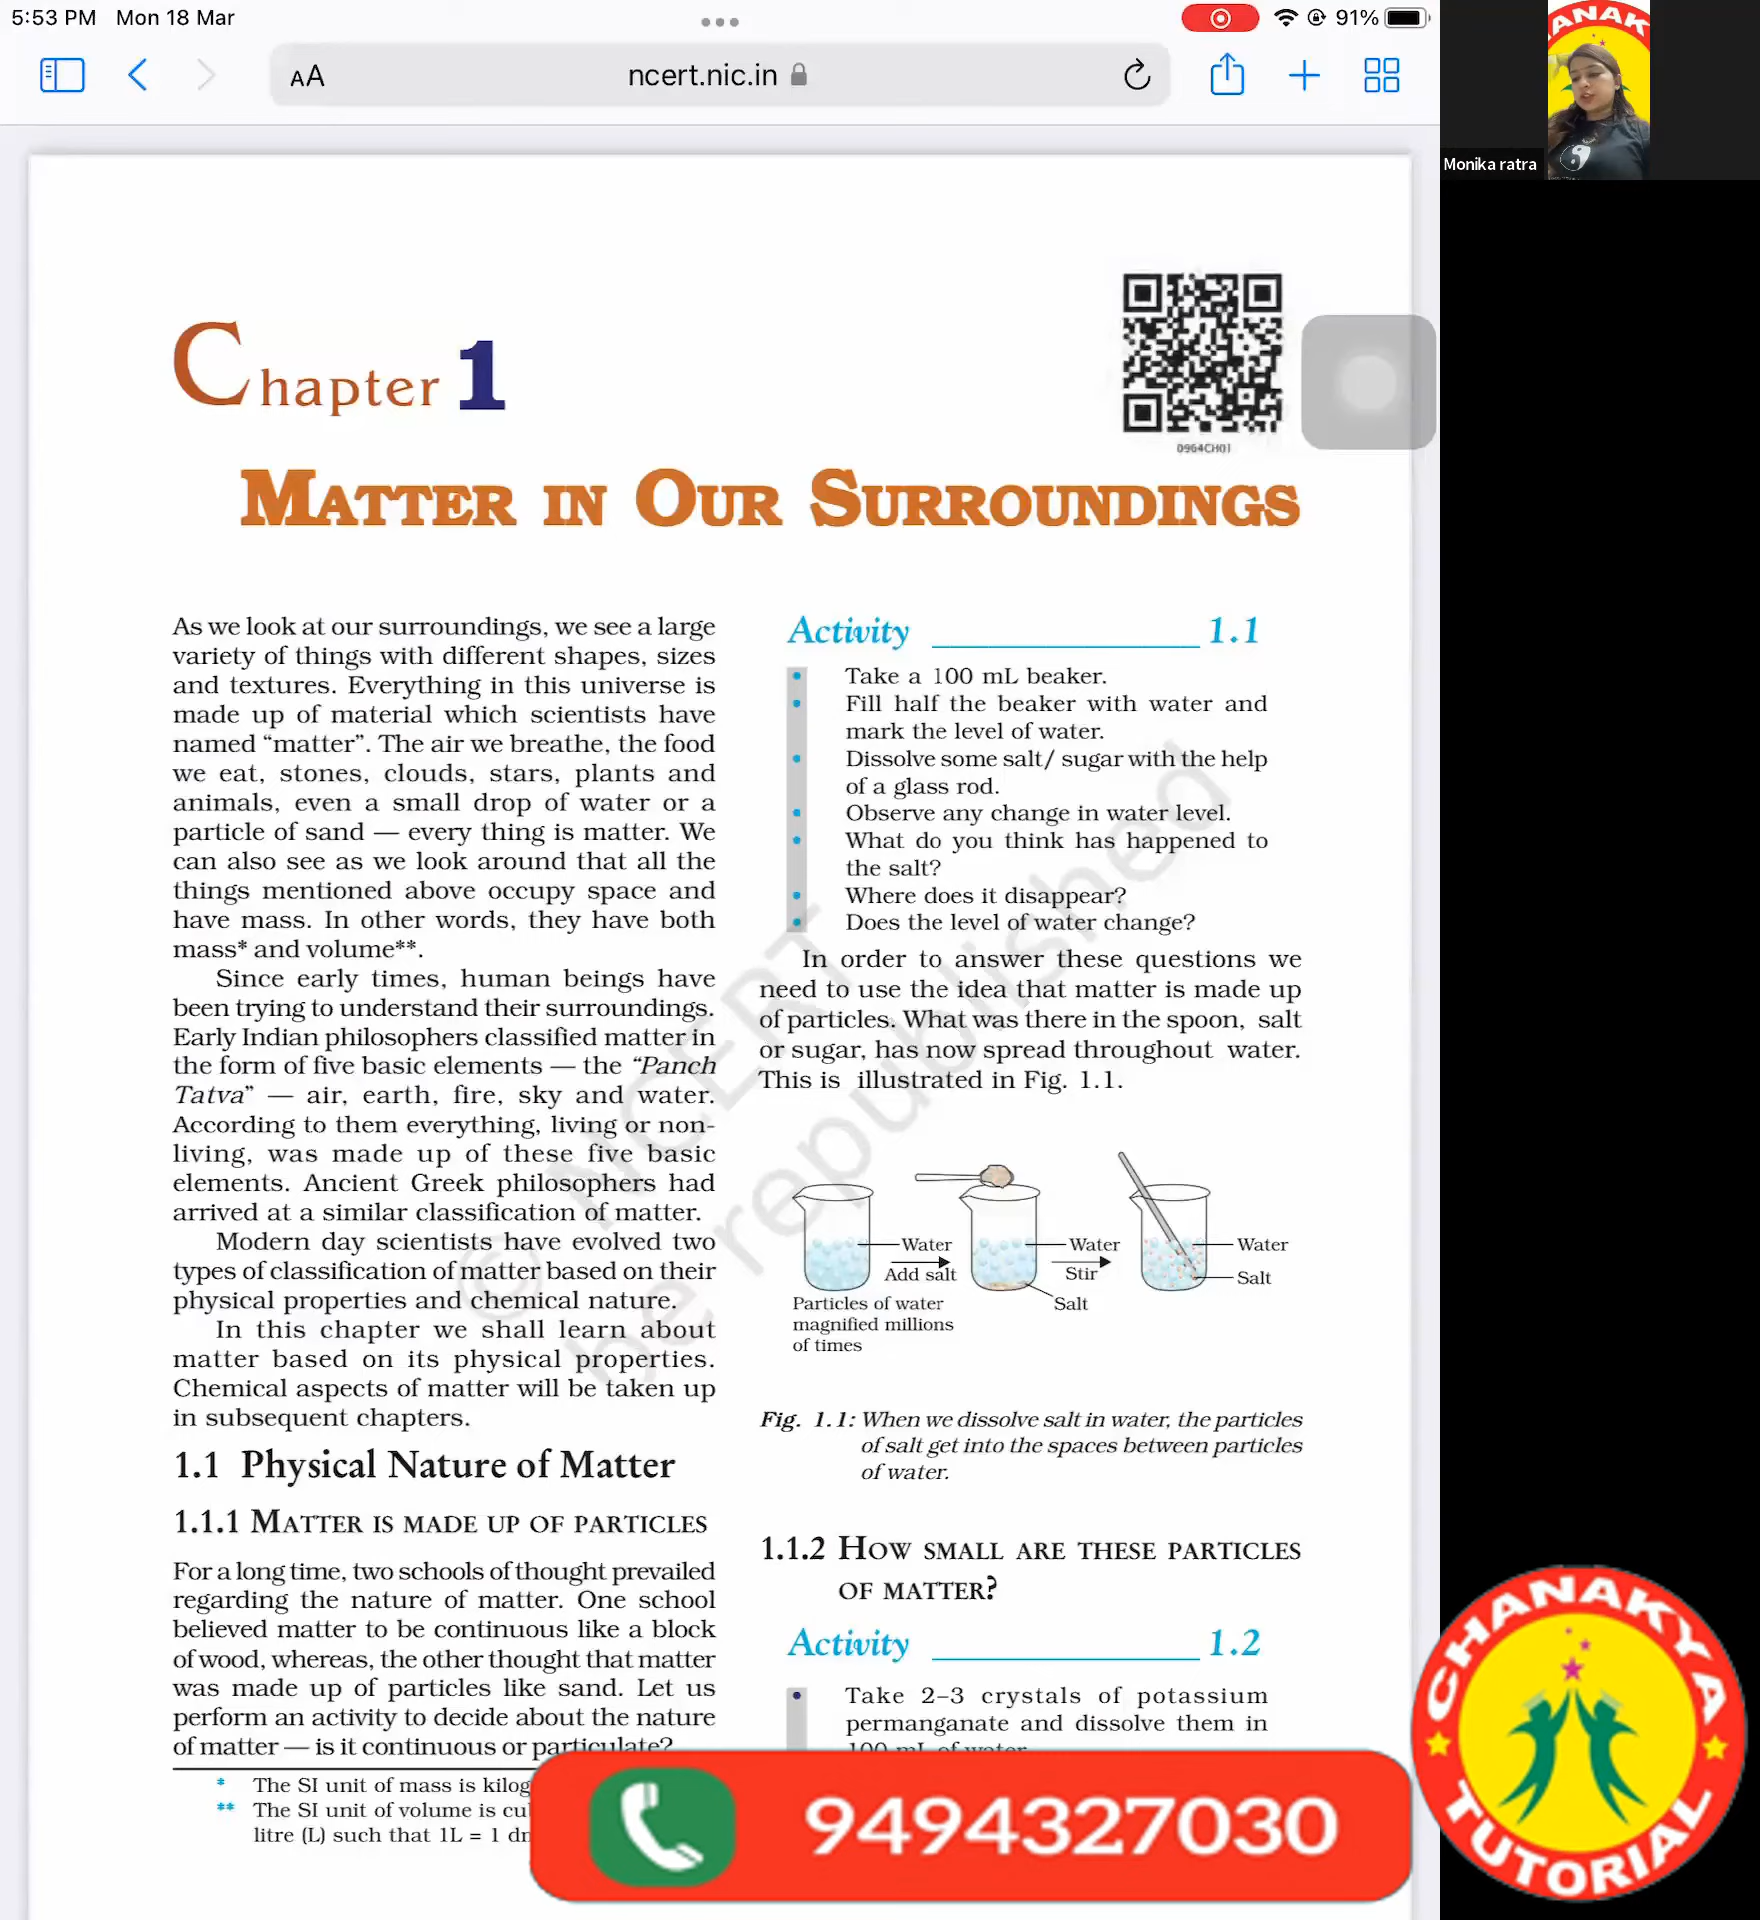 5:53 PM Mon 18 Mar
91%
AA
ncert.nic.in
ANAK
Monika ratra
Chapter 1
0964CH01
MATTER IN OUR SURROUNDINGS
As we look at our surroundings, we see a large
variety of things with different shapes, sizes
and textures. Everything in this universe is
made up of material which scientists have
named “matter”. The air we breathe, the food
we eat, stones, clouds, stars, plants and
animals, even a small drop of water or a
particle of sand — every thing is matter. We
can also see as we look around that all the
things mentioned above occupy space and
have mass. In other words, they have both
mass* and volume**.
Since early times, human beings have
been trying to understand their surroundings.
Early Indian philosophers classified matter in
the form of five basic elements — the “Panch
Tatva” — air, earth, fire, sky and water.
According to them everything, living or non-
living, was made up of these five basic
elements. Ancient Greek philosophers had
arrived at a similar classification of matter.
Modern day scientists have evolved two
types of classification of matter based on their
physical properties and chemical nature.
In this chapter we shall learn about
matter based on its physical properties.
Chemical aspects of matter will be taken up
in subsequent chapters.
1.1 Physical Nature of Matter
1.1.1 MATTER IS MADE UP OF PARTICLES
For a long time, two schools of thought prevailed
regarding the nature of matter. One school
believed matter to be continuous like a block
of wood, whereas, the other thought that matter
was made up of particles like sand. Let us
perform an activity to decide about the nature
of matter — is it continuous or particulate?
* The SI unit of mass is kilog
** The SI unit of volume is cu
litre (L) such that 1L = 1 dm
Activity 1.1
• Take a 100 mL beaker.
• Fill half the beaker with water and
mark the level of water.
• Dissolve some salt/ sugar with the help
of a glass rod.
• Observe any change in water level.
• What do you think has happened to
the salt?
• Where does it disappear?
• Does the level of water change?
In order to answer these questions we
need to use the idea that matter is made up
of particles. What was there in the spoon, salt
or sugar, has now spread throughout water.
This is illustrated in Fig. 1.1.
Water
Add salt
Water
Stir
Salt
Water
Salt
Particles of water
magnified millions
of times
Fig. 1.1: When we dissolve salt in water, the particles
of salt get into the spaces between particles
of water.
1.1.2 HOW SMALL ARE THESE PARTICLES
OF MATTER?
Activity 1.2
• Take 2–3 crystals of potassium
permanganate and dissolve them in
100 mL of water
© NCERT
be republished
9494327030
CHANAKYA
TUTORIAL